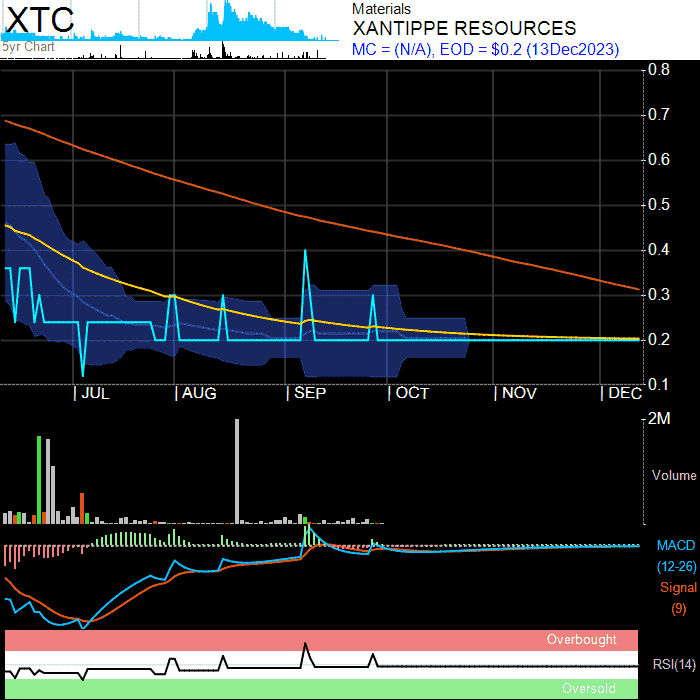 XTC
5yr Chart
Materials
XANTIPPE RESOURCES
MC = (N/A), EOD = $0.2 (13Dec2023)
0.8
0.7
0.6
0.5
0.4
0.3
0.2
0.1
JUL AUG SEP OCT NOV DEC
2M
Volume
MACD
(12-26)
Signal
(9)
Overbought
RSI(14)
Oversold